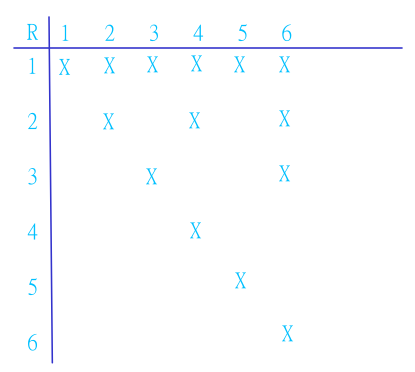 R 1 2 3 4 5 6
1 X X X X X X
2 X X X
3 X X
4 X
5 X
6 X